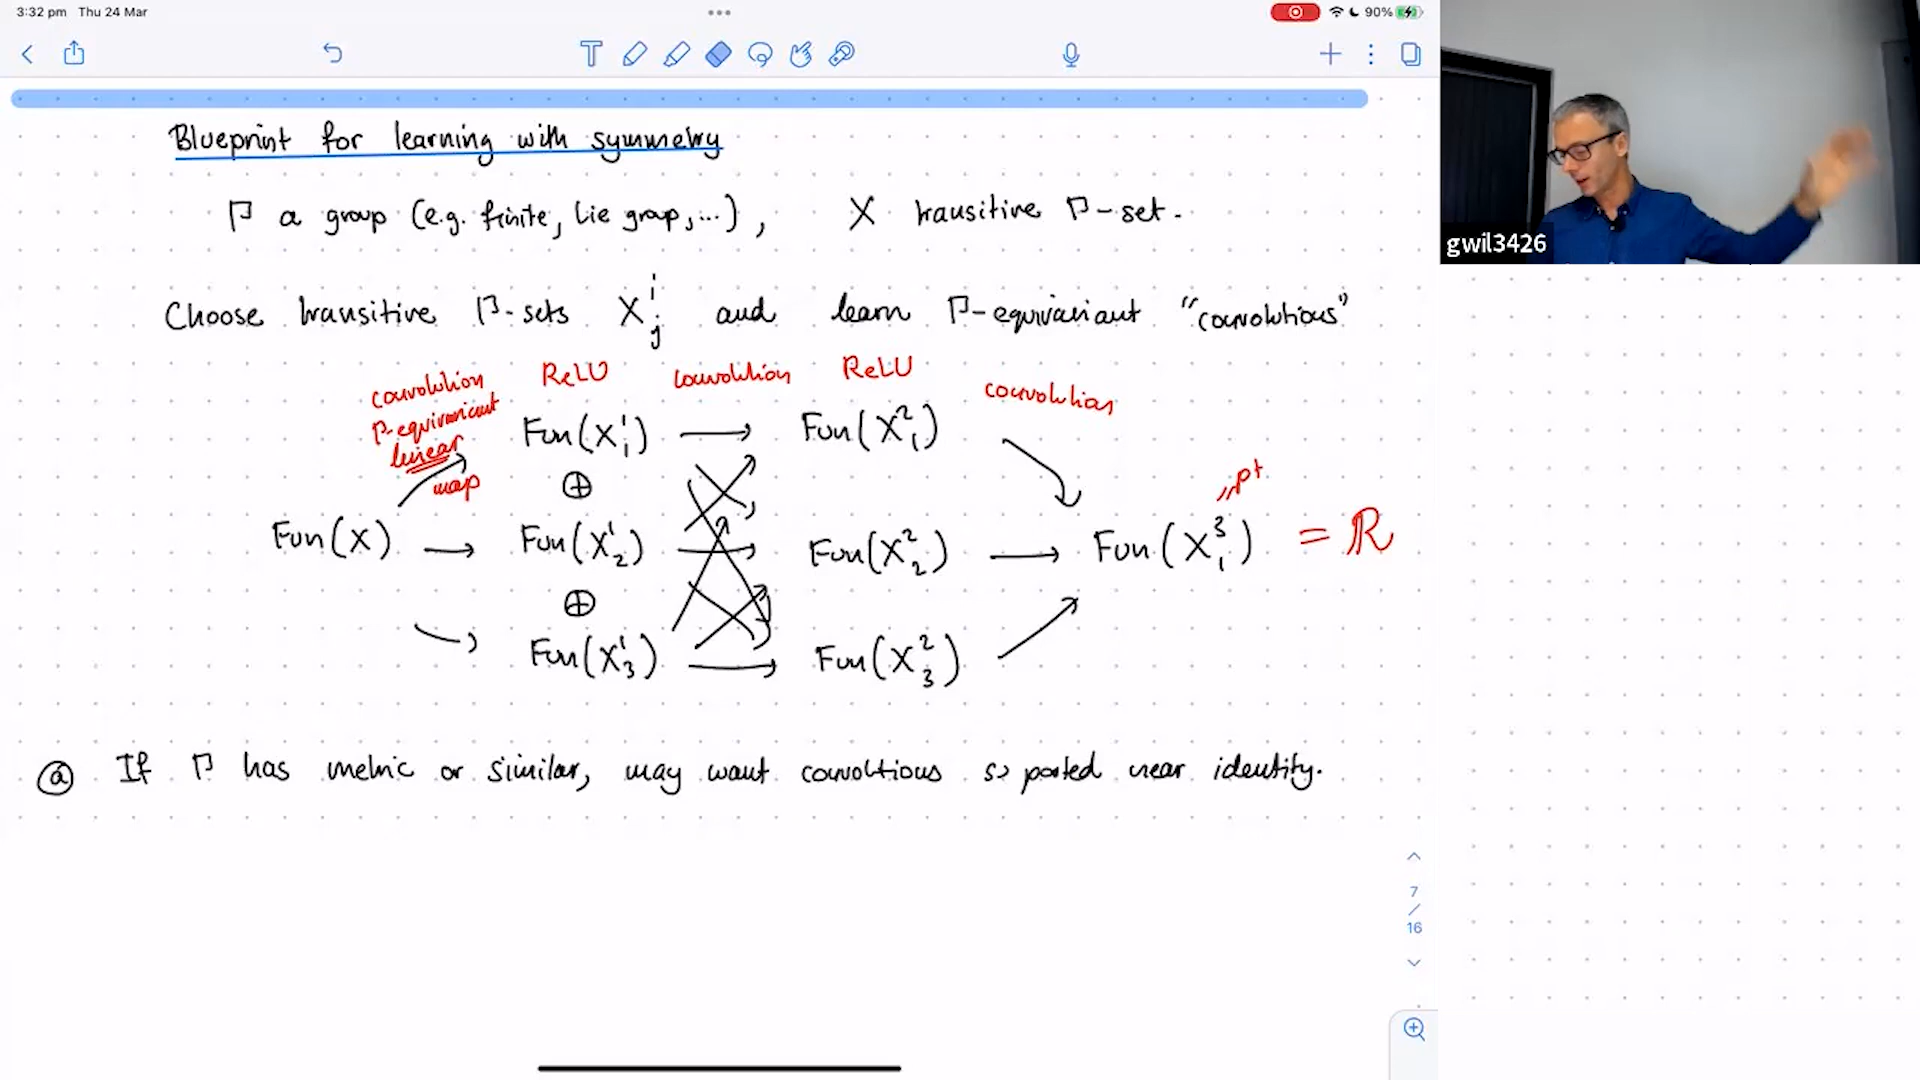 3:32 pm Thu 24 Mar
90%
Blueprint for learning with symmetry
Γ a group (e.g. finite, Lie group, ...), X transitive Γ-set.
Choose transitive Γ-sets X^i_j and learn Γ-equivariant "convolutions"
convolution ReLU convolution ReLU convolution
Γ-equivariant
linear
map
Fun(X^1_1) → Fun(X^2_1)
⊕
pt
Fun(X) → Fun(X^1_2) → Fun(X^2_2) → Fun(X^3_1) = ℝ
⊕
Fun(X^1_3) → Fun(X^2_3)
ⓐ If Γ has metric or similar, may want convoltions supported near identity.
7
/
16
gwil3426